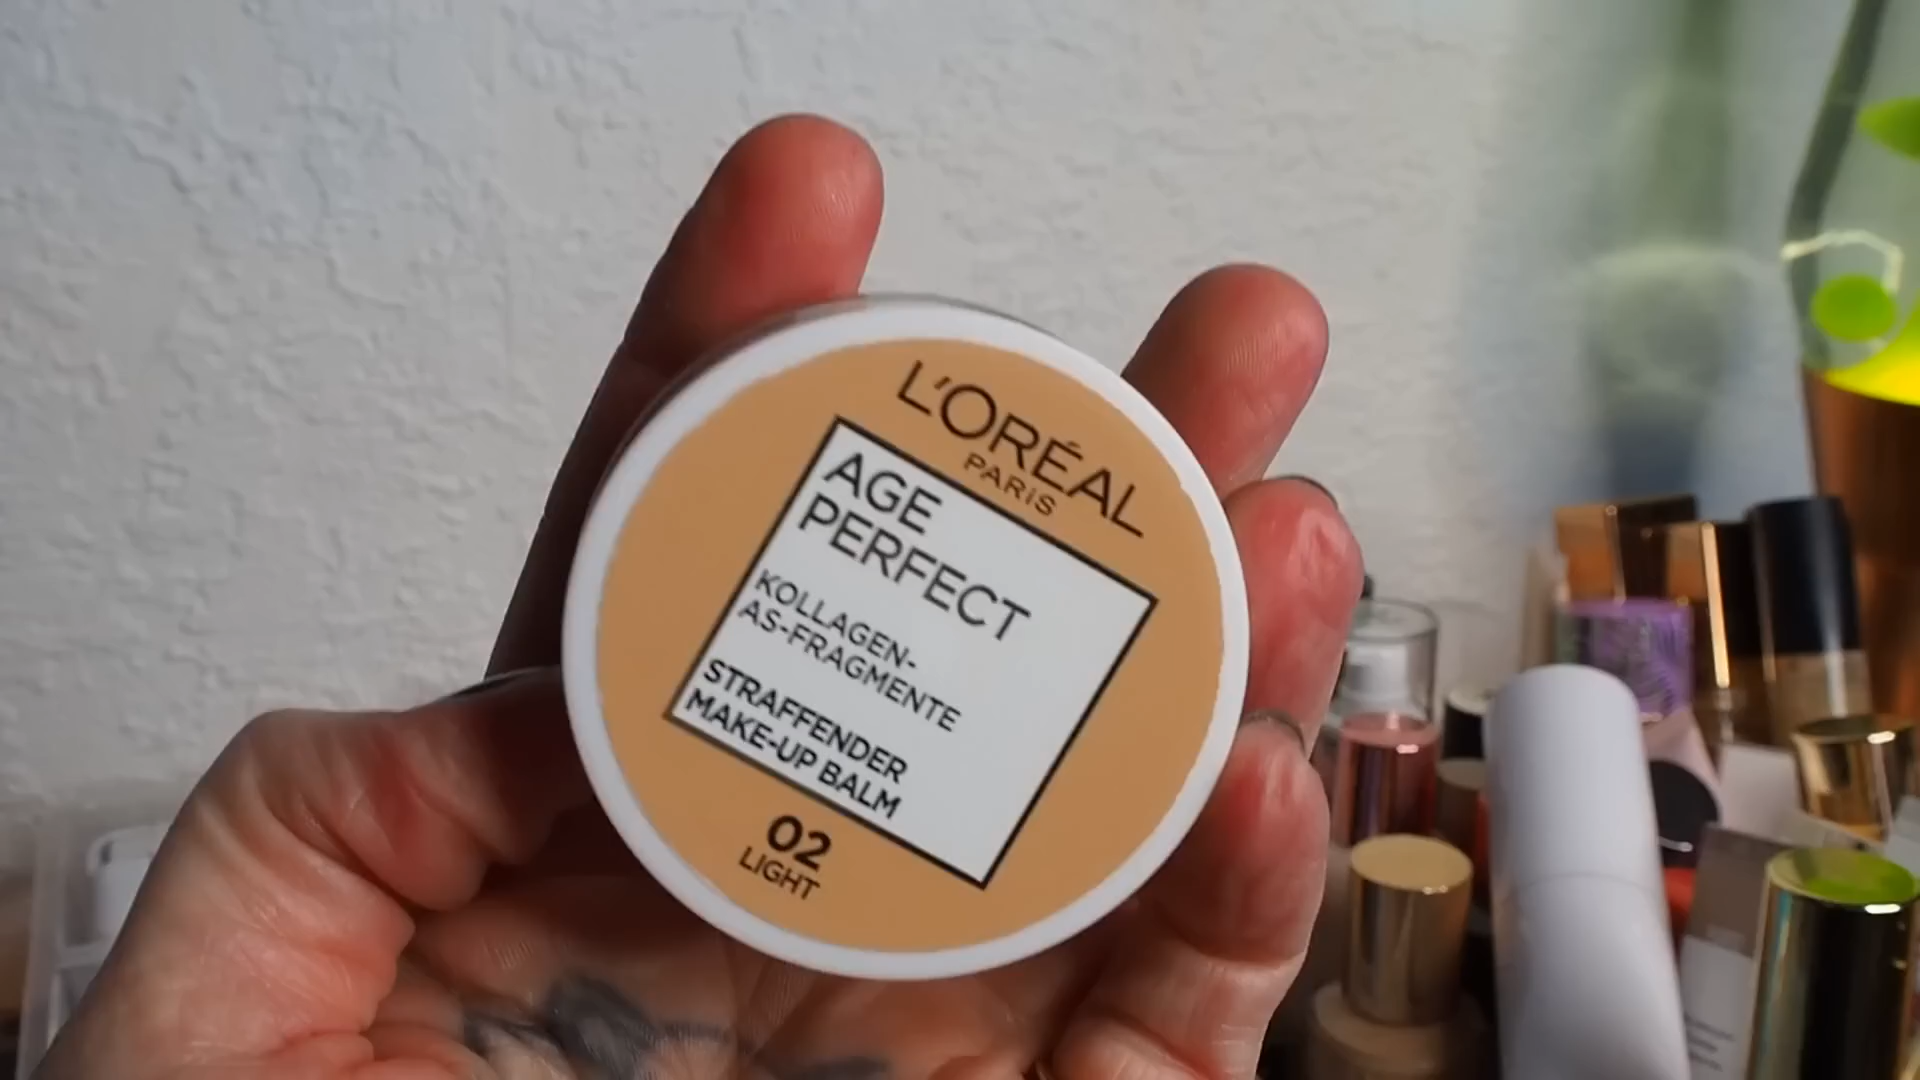 L'ORÉAL
PARIS
AGE
PERFECT
KOLLAGEN-
AS-FRAGMENTE
STRAFFENDER
MAKE-UP BALM
02
LIGHT